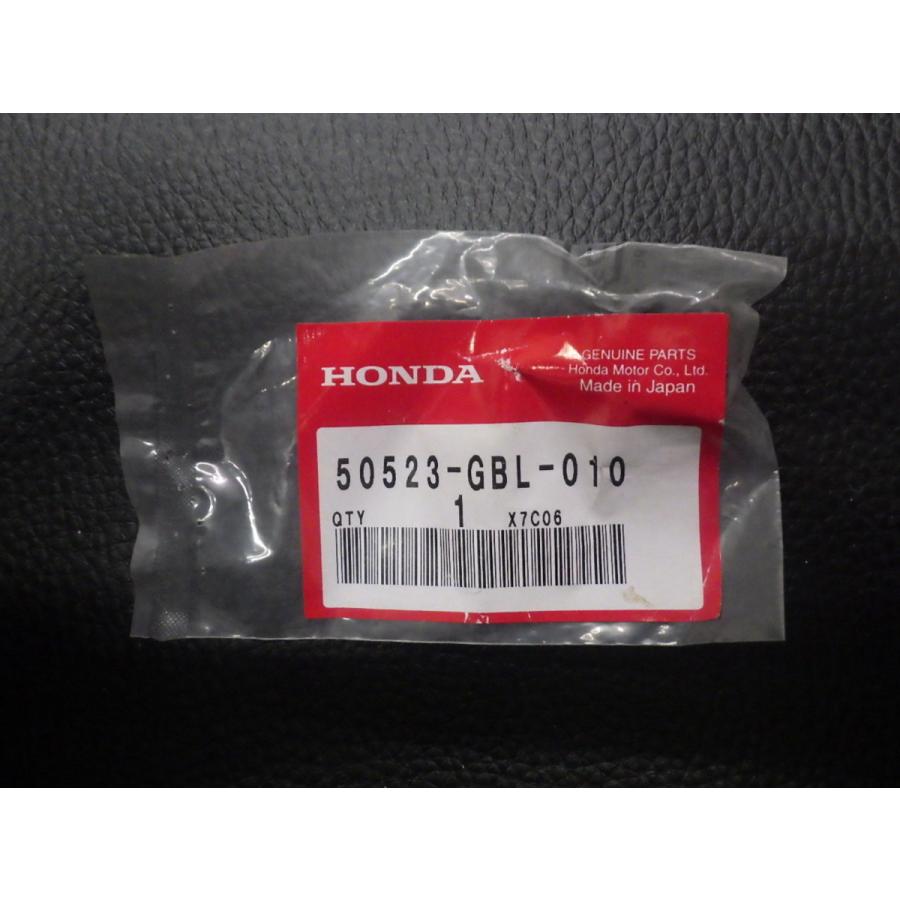 HONDA
GENUINE PARTS
Honda Motor Co., Ltd.
Made in Japan
50523-GBL-010
QTY 1 X7C06